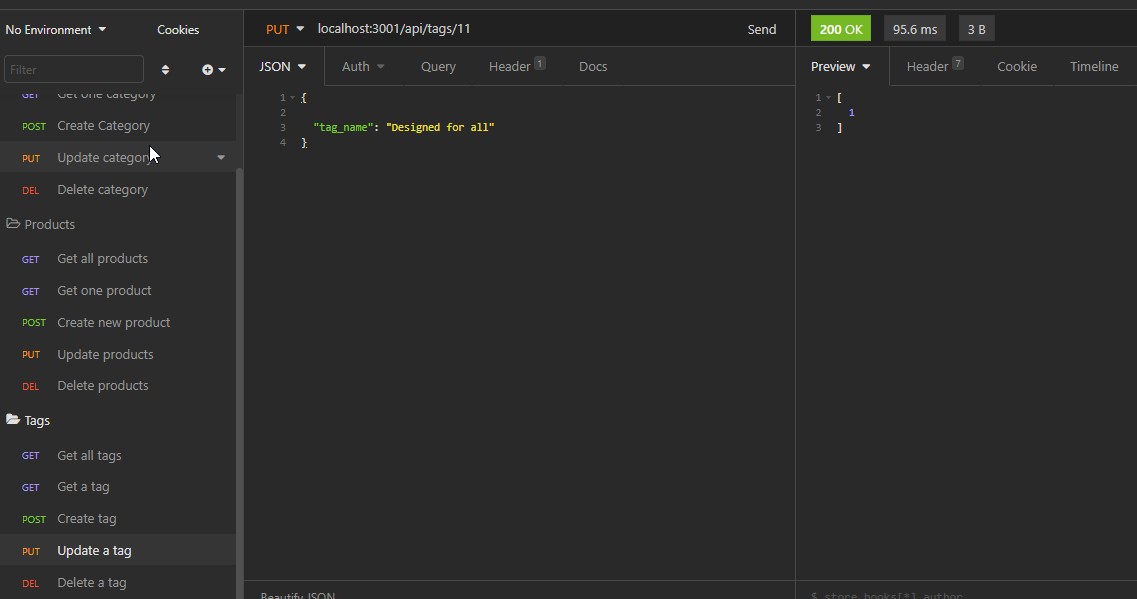 No Environment
Cookies
Filter
GET Get one category
POST Create Category
PUT Update category
DEL Delete category
Products
GET Get all products
GET Get one product
POST Create new product
PUT Update products
DEL Delete products
Tags
GET Get all tags
GET Get a tag
POST Create tag
PUT Update a tag
DEL Delete a tag
PUT localhost:3001/api/tags/11 Send
JSON Auth Query Header 1 Docs
1 {
2
3 "tag_name": "Designed for all"
4 }
Beautify JSON
200 OK 95.6 ms 3 B
Preview Header 7 Cookie Timeline
1 [
2 1
3 ]
$.store.books[*].author